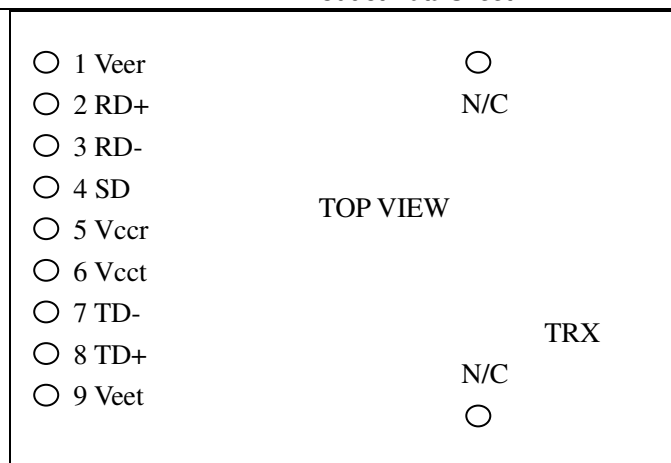 1 Veer
2 RD+
3 RD-
4 SD
5 Vccr
6 Vcct
7 TD-
8 TD+
9 Veet
N/C
TOP VIEW
TRX
N/C